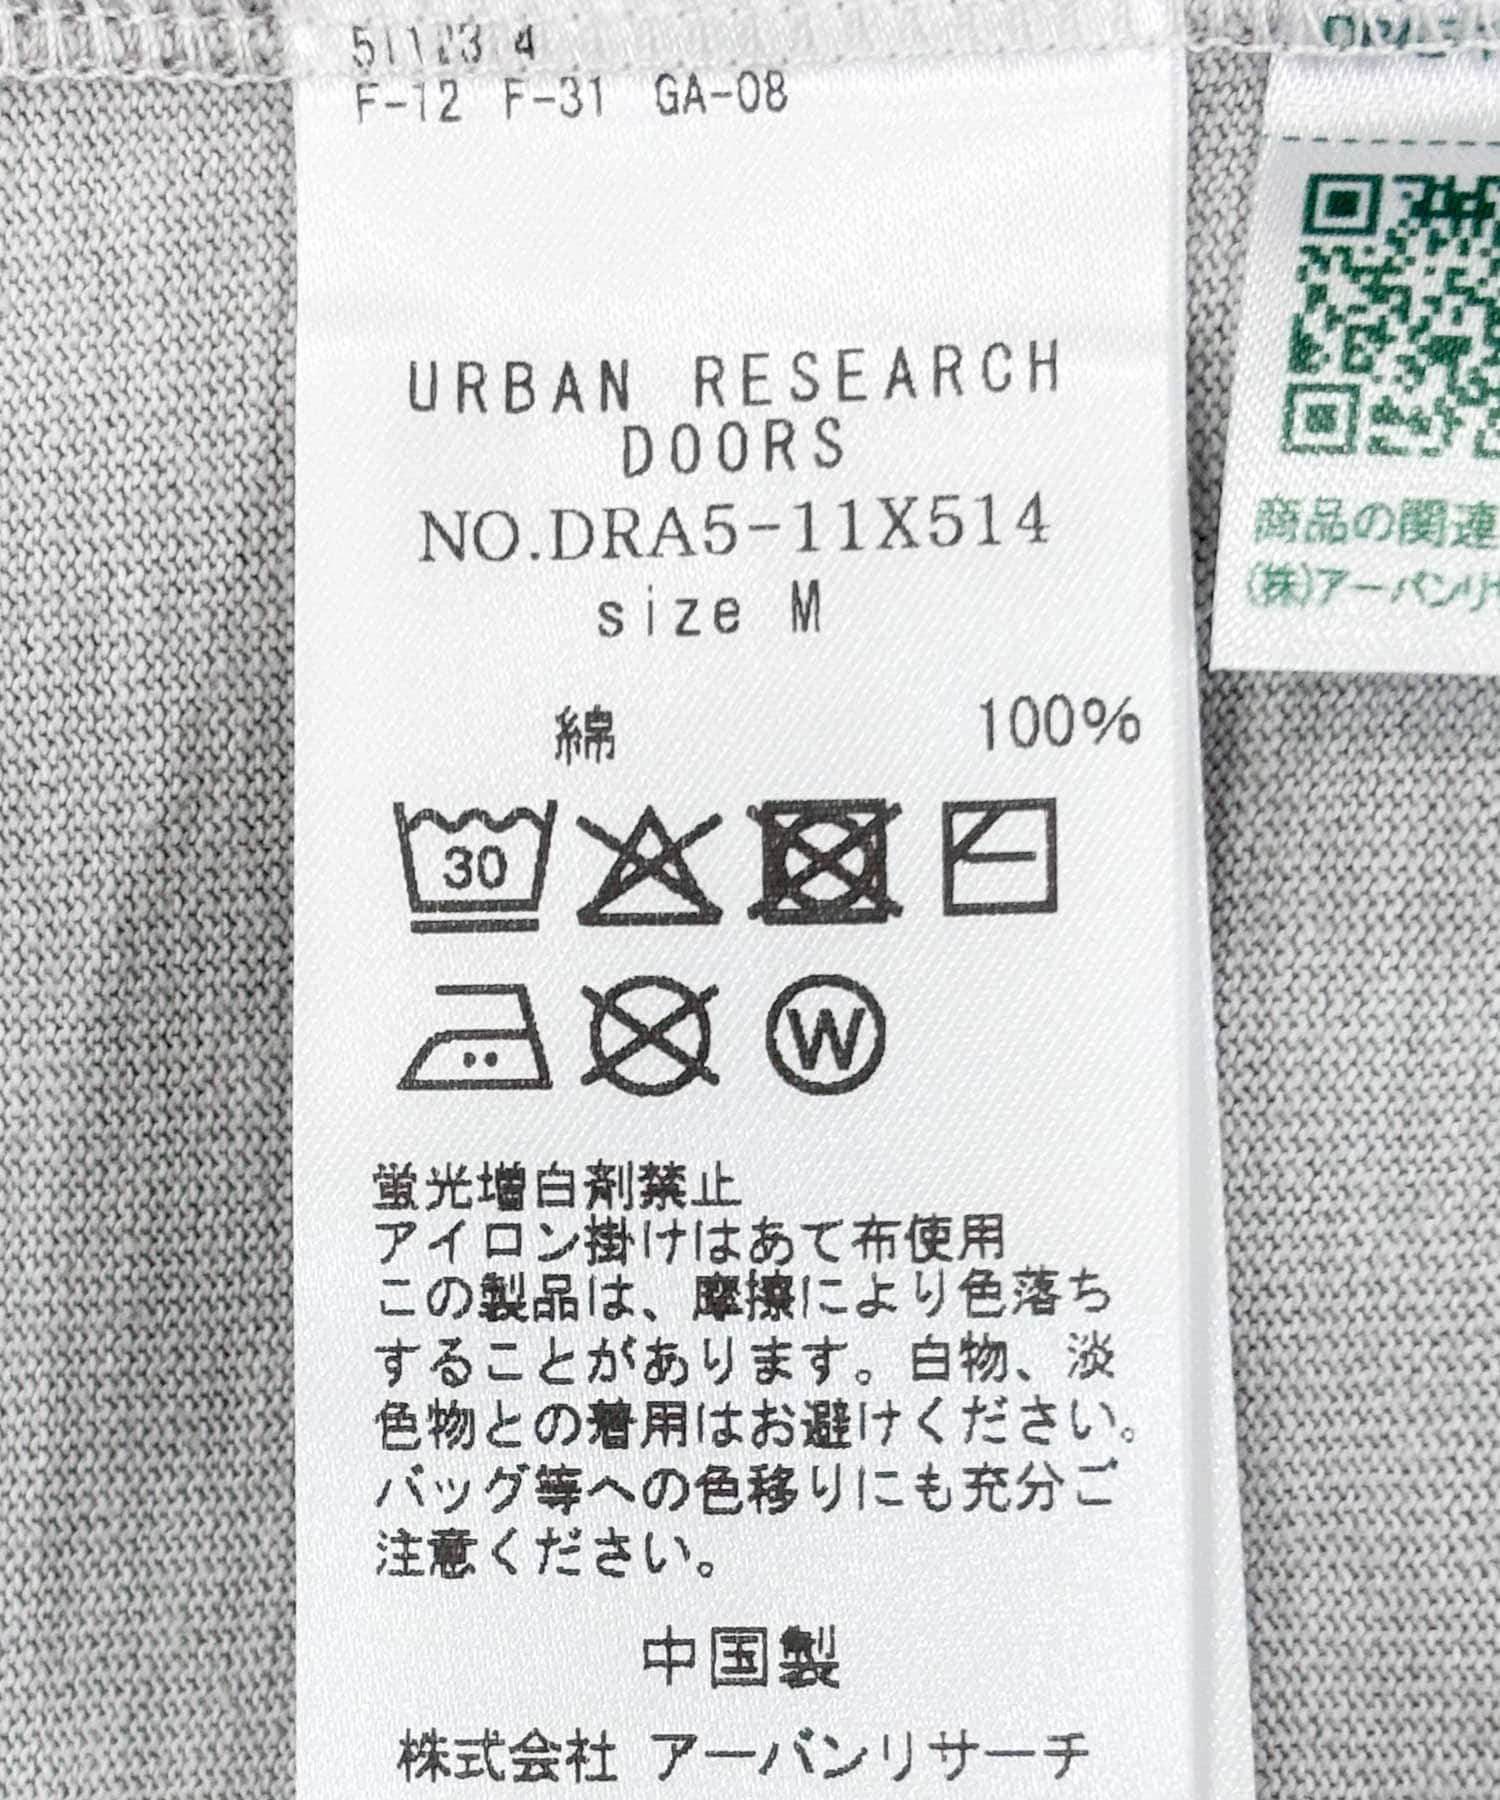 F-12 F-31 GA-08
URBAN RESEARCH
DOORS
NO.DRA5-11X514
size M
綿 100%
30
W
蛍光増白剤禁止
アイロン掛けはあて布使用
この製品は、摩擦により色落ち
することがあります。白物、淡
色物との着用はお避けください。
バッグ等への色移りにも充分ご
注意ください。
中国製
株式会社 アーバンリサーチ
商品の関連
(株)アーバンリサ